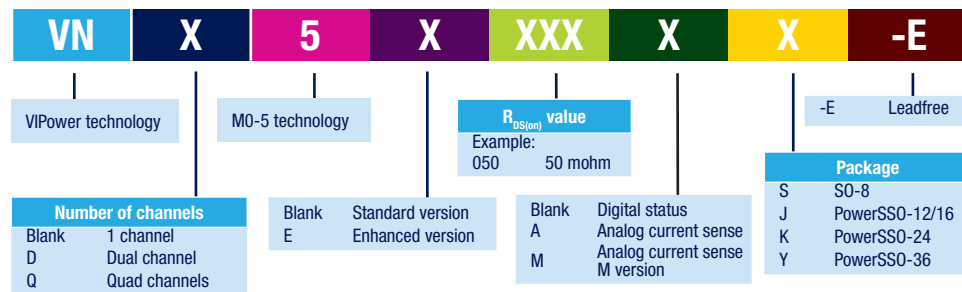 VN X 5 X XXX X X -E
VIPower technology
M0-5 technology
R_DS(on) value
Example:
050 50 mohm
-E Leadfree
Number of channels
Blank 1 channel
D Dual channel
Q Quad channels
Blank Standard version
E Enhanced version
Blank Digital status
A Analog current sense
M Analog current sense
M version
Package
S SO-8
J PowerSSO-12/16
K PowerSSO-24
Y PowerSSO-36